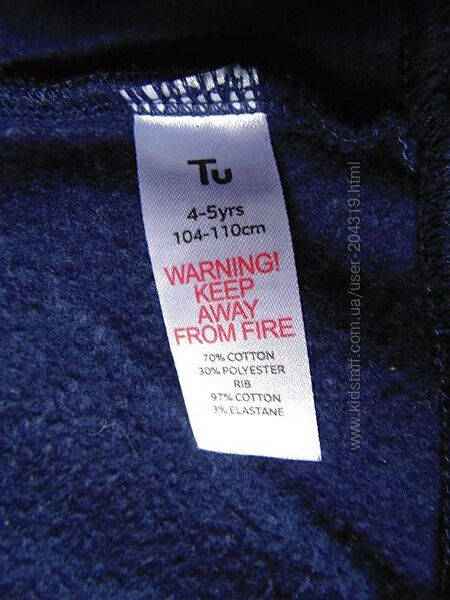 Tu
4-5yrs
104-110cm
WARNING!
KEEP
AWAY
FROM FIRE
70% COTTON
30% POLYESTER
RIB
97% COTTON
3% ELASTANE
www.kidstaff.com.ua/user-204319.html